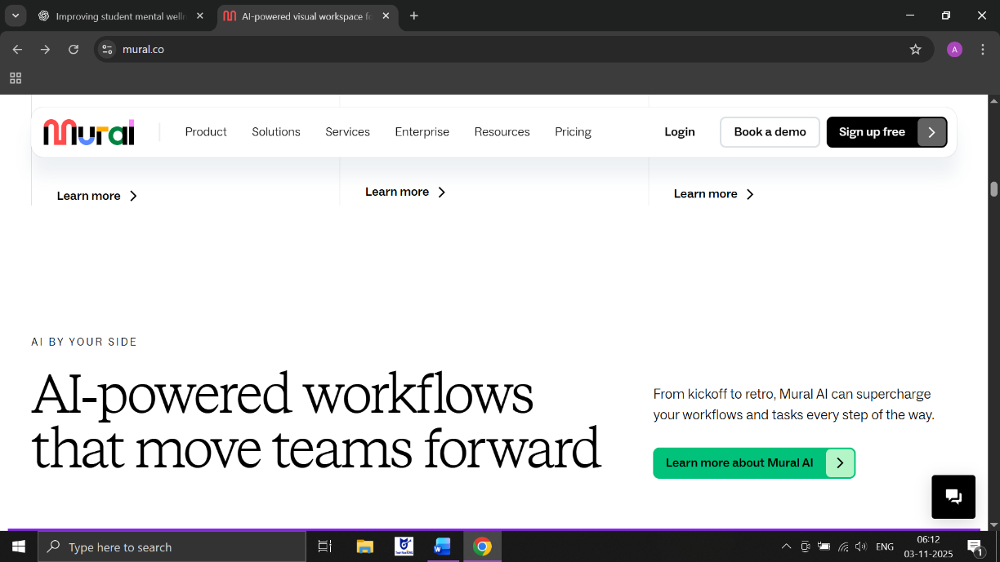 Improving student mental welln
AI-powered visual workspace fo
mural.co
A
Mural
Product
Solutions
Services
Enterprise
Resources
Pricing
Login
Book a demo
Sign up free
Learn more
Learn more
Learn more
AI BY YOUR SIDE
AI-powered workflows
that move teams forward
From kickoff to retro, Mural AI can supercharge
your workflows and tasks every step of the way.
Learn more about Mural AI
Type here to search
W
ENG
06:12
03-11-2025
1